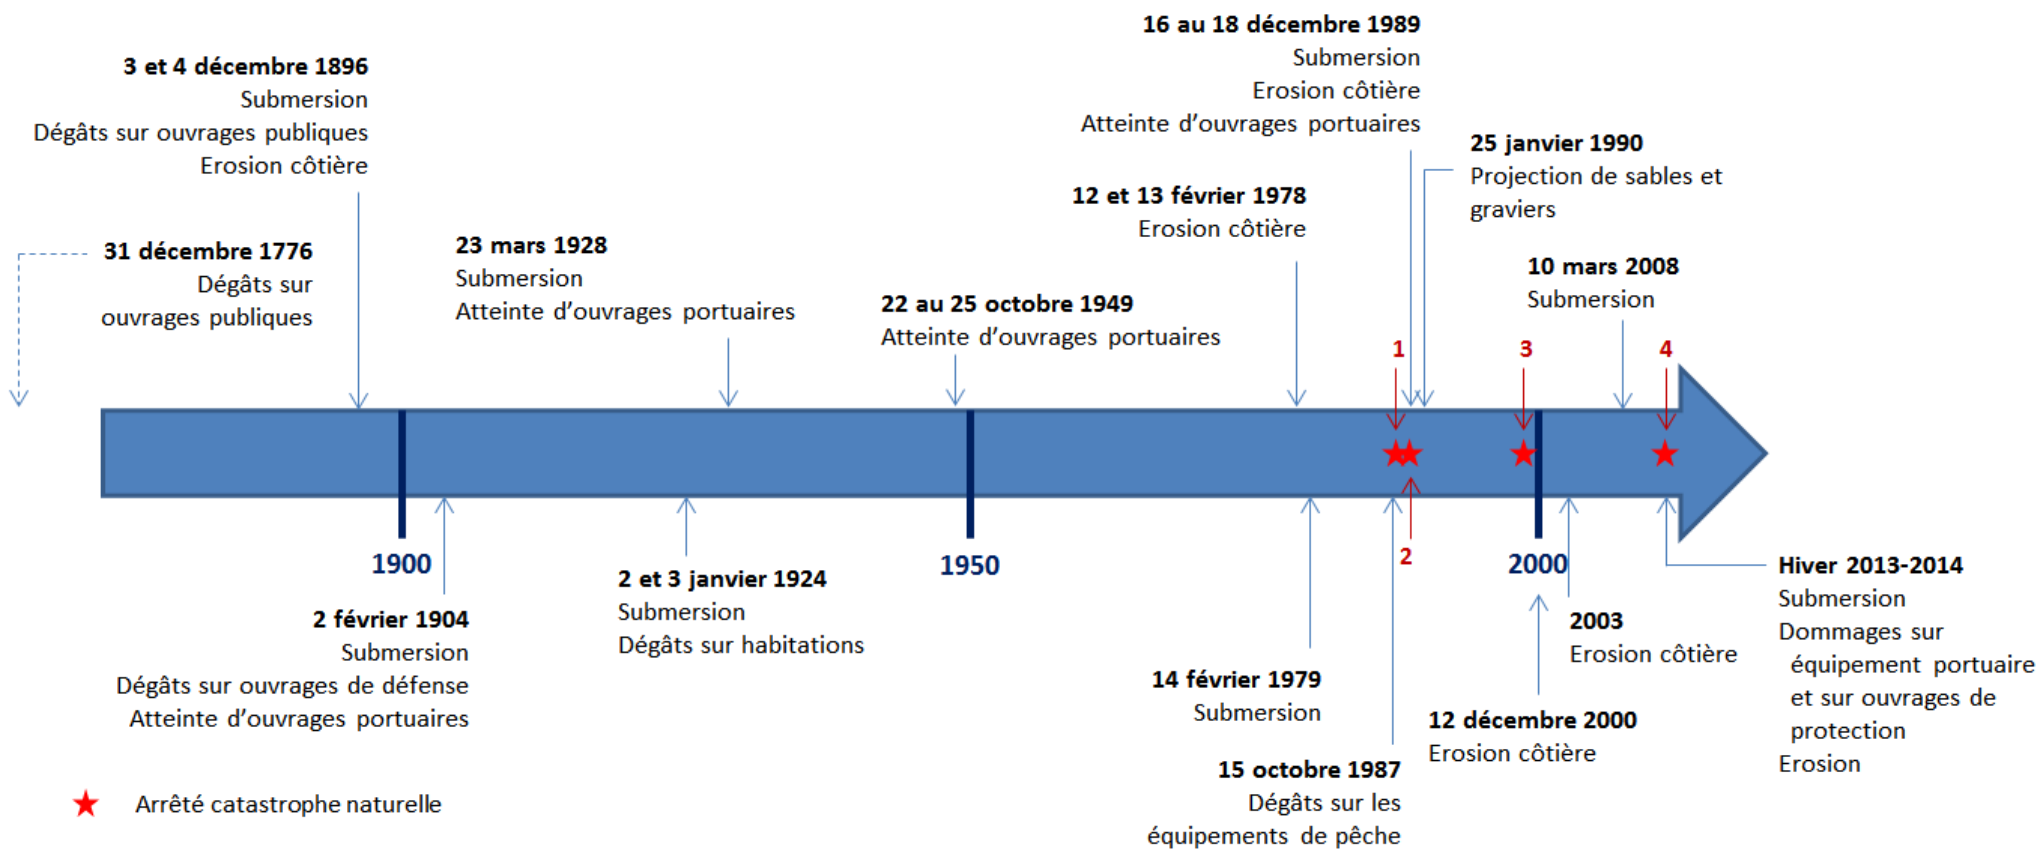 16 au 18 décembre 1989
Submersion
Erosion côtière
Atteinte d'ouvrages portuaires
3 et 4 décembre 1896
Submersion
Dégâts sur ouvrages publiques
Erosion côtière
25 janvier 1990
Projection de sables et
graviers
12 et 13 février 1978
Erosion côtière
31 décembre 1776
Dégâts sur
ouvrages publiques
23 mars 1928
Submersion
Atteinte d'ouvrages portuaires
22 au 25 octobre 1949
Atteinte d'ouvrages portuaires
10 mars 2008
Submersion
1
3
4
2
1900
1950
2000
2 février 1904
Submersion
Dégâts sur ouvrages de défense
Atteinte d'ouvrages portuaires
2 et 3 janvier 1924
Submersion
Dégâts sur habitations
14 février 1979
Submersion
15 octobre 1987
Dégâts sur les
équipements de pêche
12 décembre 2000
Erosion côtière
2003
Erosion côtière
Hiver 2013-2014
Submersion
Dommages sur
équipement portuaire
et sur ouvrages de
protection
Erosion
Arrêté catastrophe naturelle